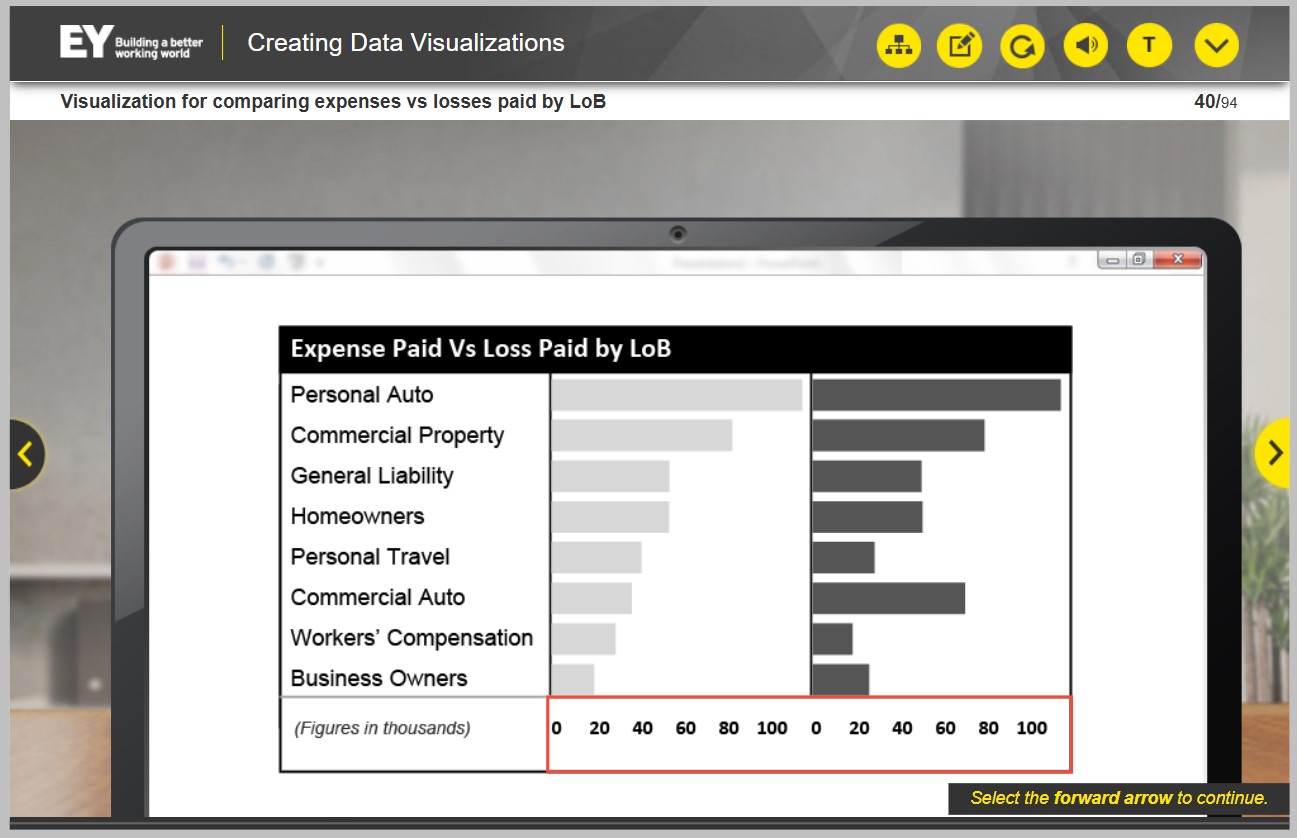 EY Building a better working world
Creating Data Visualizations
T
Visualization for comparing expenses vs losses paid by LoB
40/94
Expense Paid Vs Loss Paid by LoB
Personal Auto
Commercial Property
General Liability
Homeowners
Personal Travel
Commercial Auto
Workers’ Compensation
Business Owners
(Figures in thousands) 0 20 40 60 80 100 0 20 40 60 80 100
Select the forward arrow to continue.